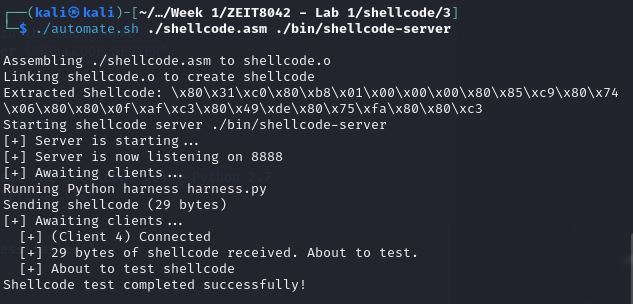 ┌──(kali㉿kali)-[~/…/Week 1/ZEIT8042 - Lab 1/shellcode/3]
└─$ ./automate.sh ./shellcode.asm ./bin/shellcode-server
Assembling ./shellcode.asm to shellcode.o
Linking shellcode.o to create shellcode
Extracted Shellcode: \x80\x31\xc0\x80\xb8\x01\x00\x00\x00\x80\x85\xc9\x80\x74
\x06\x80\x80\x0f\xaf\xc3\x80\x49\xde\x80\x75\xfa\x80\x80\xc3
Starting shellcode server ./bin/shellcode-server
[+] Server is starting...
[+] Server is now listening on 8888
[+] Awaiting clients...
Running Python harness harness.py
Sending shellcode (29 bytes)
[+] Awaiting clients...
  [+] (Client 4) Connected
  [+] 29 bytes of shellcode received. About to test.
  [+] About to test shellcode
Shellcode test completed successfully!